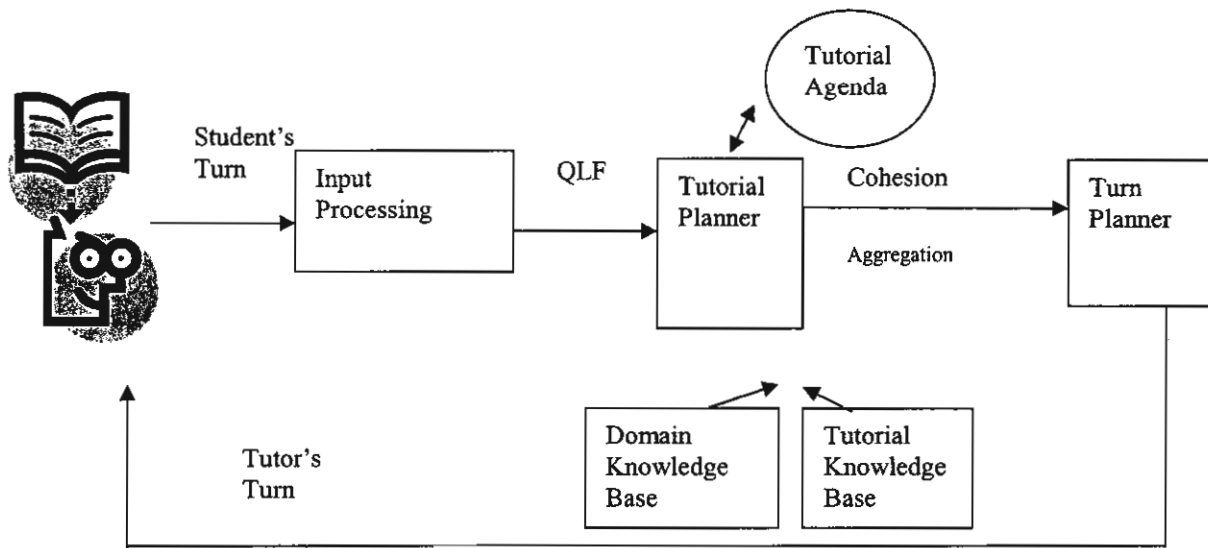 Tutorial
Agenda
Student's
Turn
Input
Processing
QLF
Tutorial
Planner
Cohesion
Aggregation
Turn
Planner
Domain
Knowledge
Base
Tutorial
Knowledge
Base
Tutor's
Turn